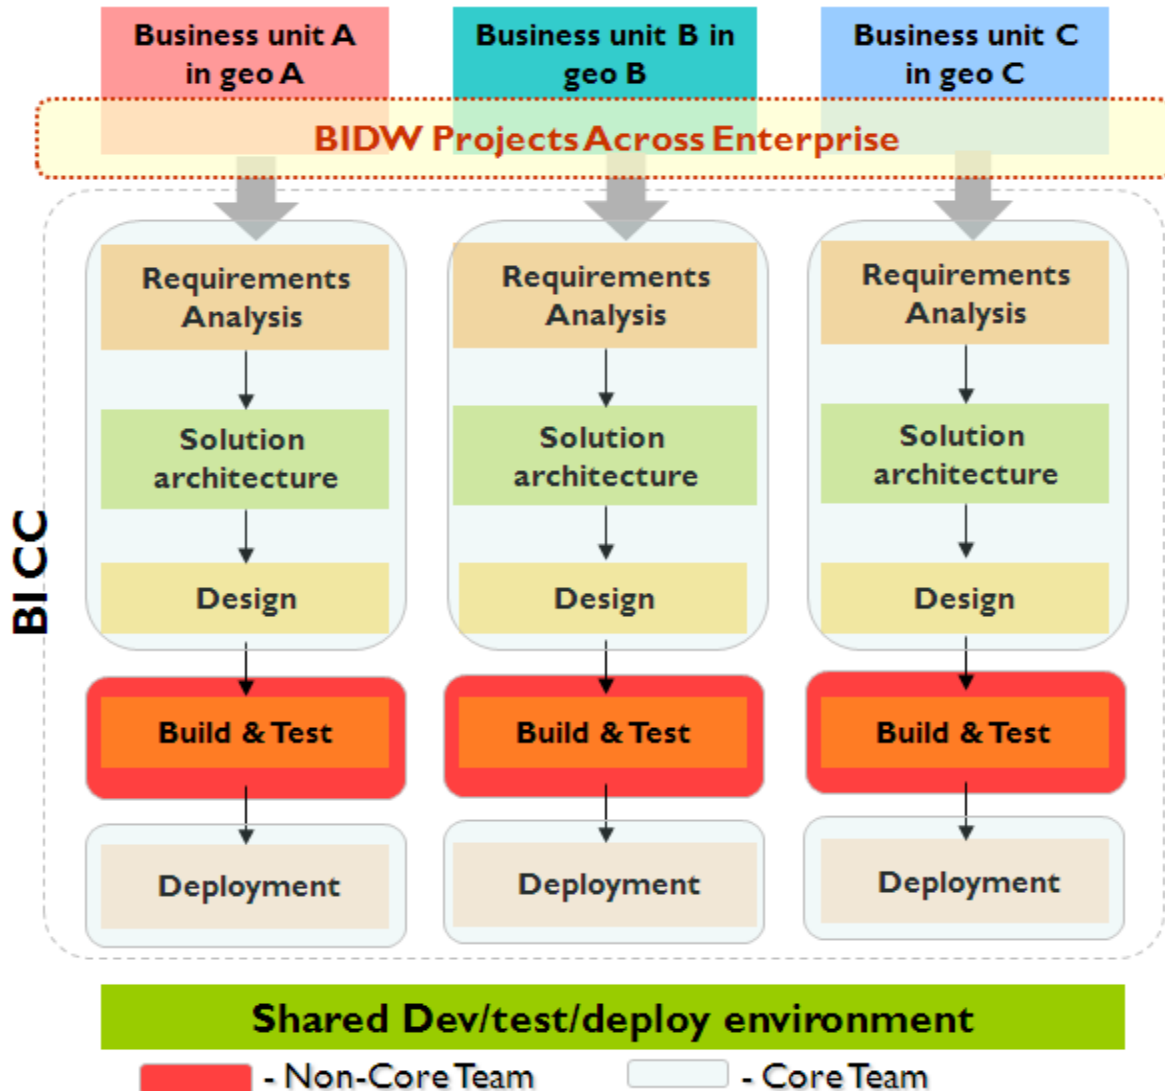 Business unit A
in geo A
Business unit B in
geo B
Business unit C
in geo C
BIDW Projects Across Enterprise
BI CC
Requirements
Analysis
Solution
architecture
Design
Build & Test
Deployment
Requirements
Analysis
Solution
architecture
Design
Build & Test
Deployment
Requirements
Analysis
Solution
architecture
Design
Build & Test
Deployment
Shared Dev/test/deploy environment
- Non-Core Team
- Core Team